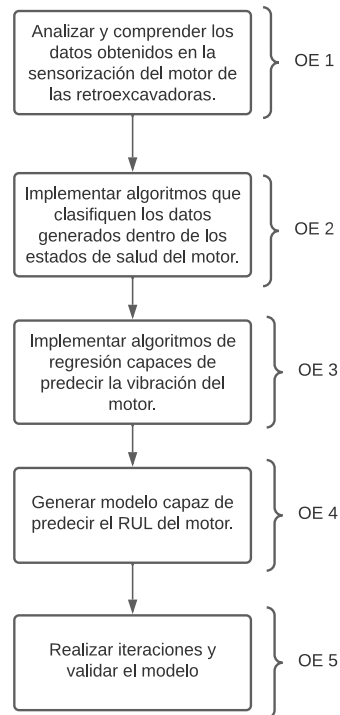 Analizar y comprender los
datos obtenidos en la
sensorización del motor de
las retroexcavadoras.
OE 1
Implementar algoritmos que
clasifiquen los datos
generados dentro de los
estados de salud del motor.
OE 2
Implementar algoritmos de
regresión capaces de
predecir la vibración del
motor.
OE 3
Generar modelo capaz de
predecir el RUL del motor.
OE 4
Realizar iteraciones y
validar el modelo
OE 5